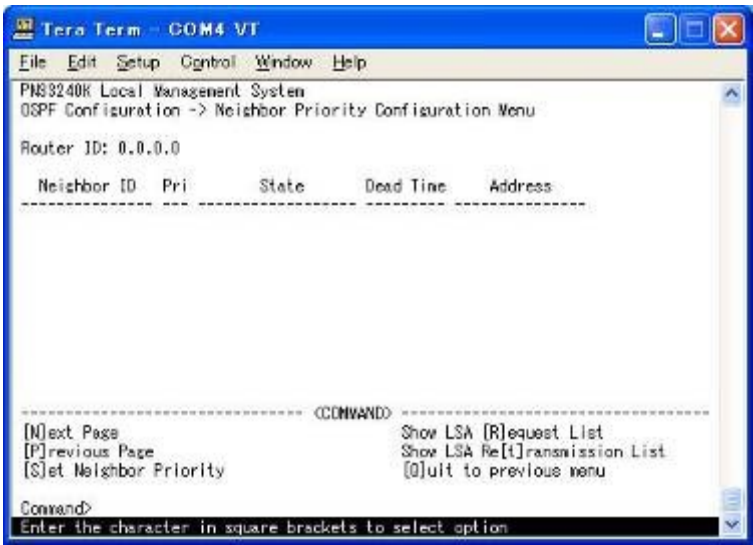 Tera Term - COM4 VT
File Edit Setup Control Window Help
PN83240K Local Management System
OSPF Configuration -> Neighbor Priority Configuration Menu
Router ID: 0.0.0.0
Neighbor ID Pri State Dead Time Address
--------------- --- ------------------ --------- ---------------
-------------------------------- <COMMAND> -----------------------------------
[N]ext Page Show LSA [R]equest List
[P]revious Page Show LSA Re[t]ransmission List
[S]et Neighbor Priority [Q]uit to previous menu
Command>
Enter the character in square brackets to select option